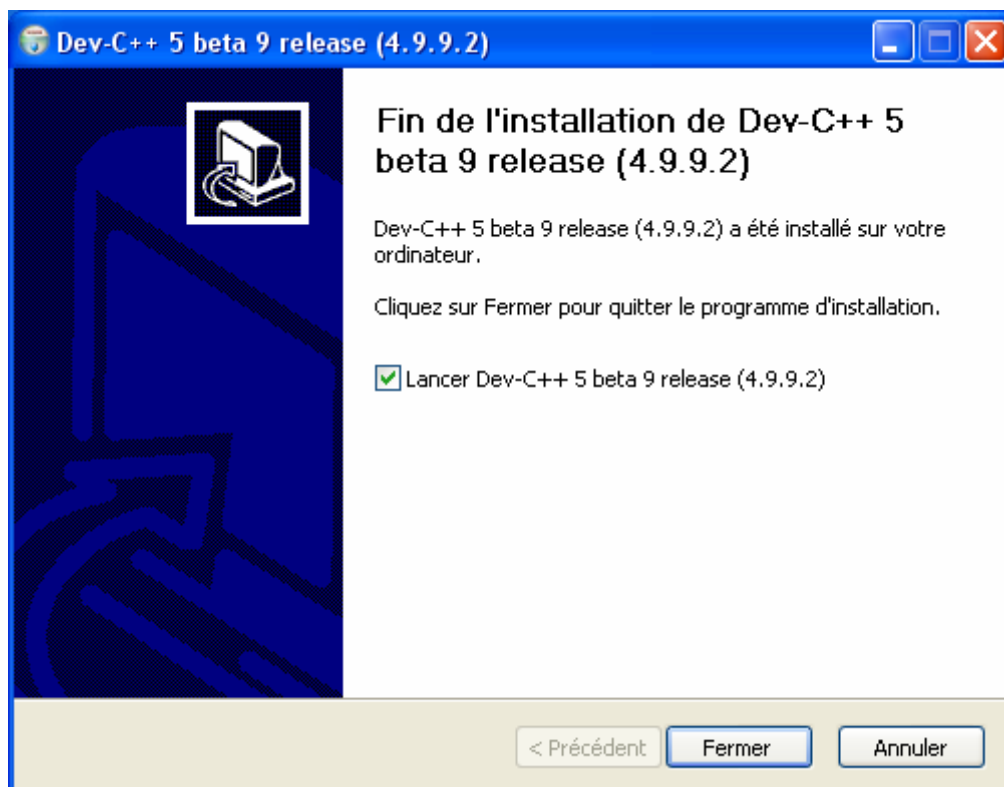 Dev-C++ 5 beta 9 release (4.9.9.2)
Fin de l'installation de Dev-C++ 5
beta 9 release (4.9.9.2)
Dev-C++ 5 beta 9 release (4.9.9.2) a été installé sur votre
ordinateur.
Cliquez sur Fermer pour quitter le programme d'installation.
Lancer Dev-C++ 5 beta 9 release (4.9.9.2)
< Précédent
Fermer
Annuler